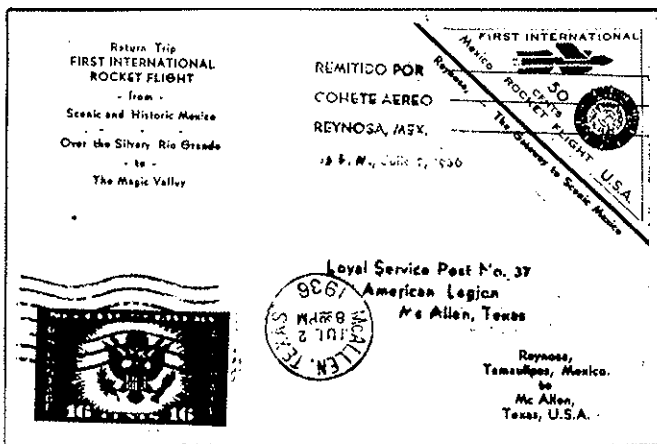 Return Trip
FIRST INTERNATIONAL
ROCKET FLIGHT
- from -
Scenic and Historic Mexico
Over the Silvery Rio Grande
- to -
The Magic Valley
REMITIDO POR
COHETE AEREO
REYNOSA, MEX.
1936
FIRST INTERNATIONAL
50
CENTS
Mexico ROCKET FLIGHT U.S.A.
Reynosa, - The Gateway to Scenic Mexico
Loyal Service Post No. 37
American Legion
Mc Allen, Texas
McALLEN, TEXAS
JUL 2
8 PM
1936
16 16
Reynosa,
Tamaulipas, Mexico.
to
Mc Allen,
Texas, U.S.A.